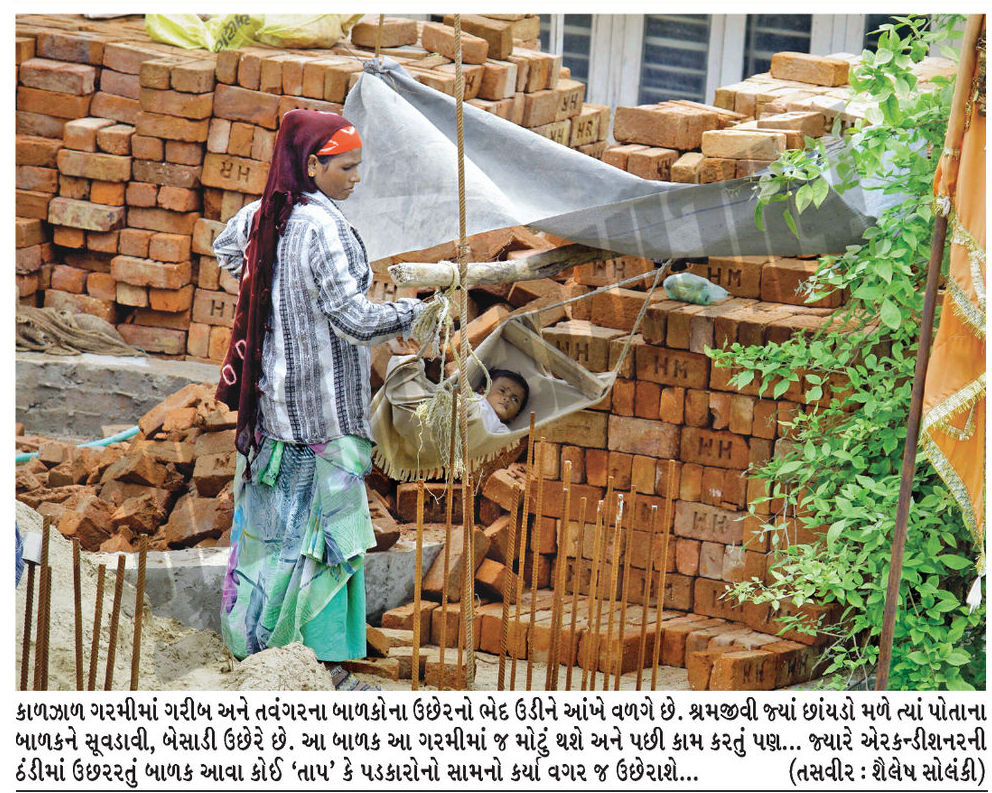 કાળઝાળ ગરમીમાં ગરીબ અને તવંગરના બાળકોના ઉછેરનો ભેદ ઉડીને આંખે વળગે છે. શ્રમજીવી જ્યાં છાંયડો મળે ત્યાં પોતાના
બાળકને સૂવડાવી, બેસાડી ઉછેરે છે. આ બાળક આ ગરમીમાં જ મોટું થશે અને પછી કામ કરતું પણ... જ્યારે એરકન્ડીશનરની
ઠંડીમાં ઉછરરતું બાળક આવા કોઈ ‘તાપ’ કે પડકારોનો સામનો કર્યા વગર જ ઉછેરાશે... (તસવીર : શૈલેષ સોલંકી)